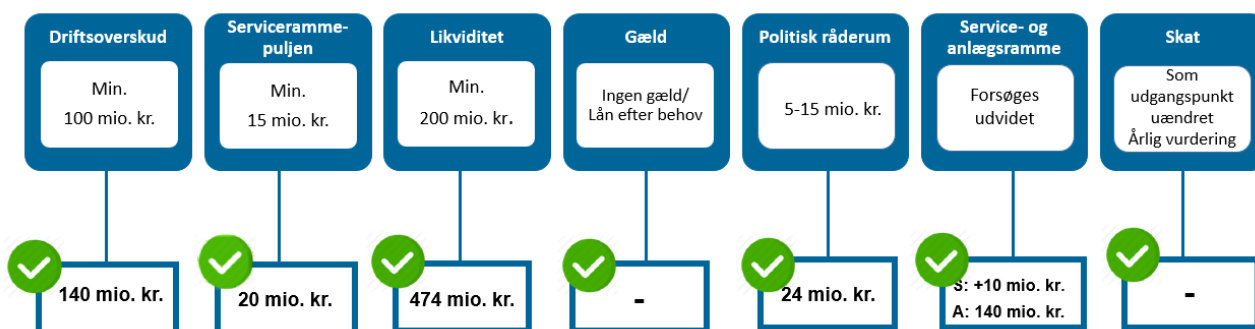 Driftsoverskud
Min.
100 mio. kr.
140 mio. kr.
Serviceramme-
puljen
Min.
15 mio. kr.
20 mio. kr.
Likviditet
Min.
200 mio. kr.
474 mio. kr.
Gæld
Ingen gæld/
Lån efter behov
-
Politisk råderum
5-15 mio. kr.
24 mio. kr.
Service- og
anlægsramme
Forsøges
udvidet
S: +10 mio. kr.
A: 140 mio. kr.
Skat
Som
udgangspunkt
uændret
Årlig vurdering
-